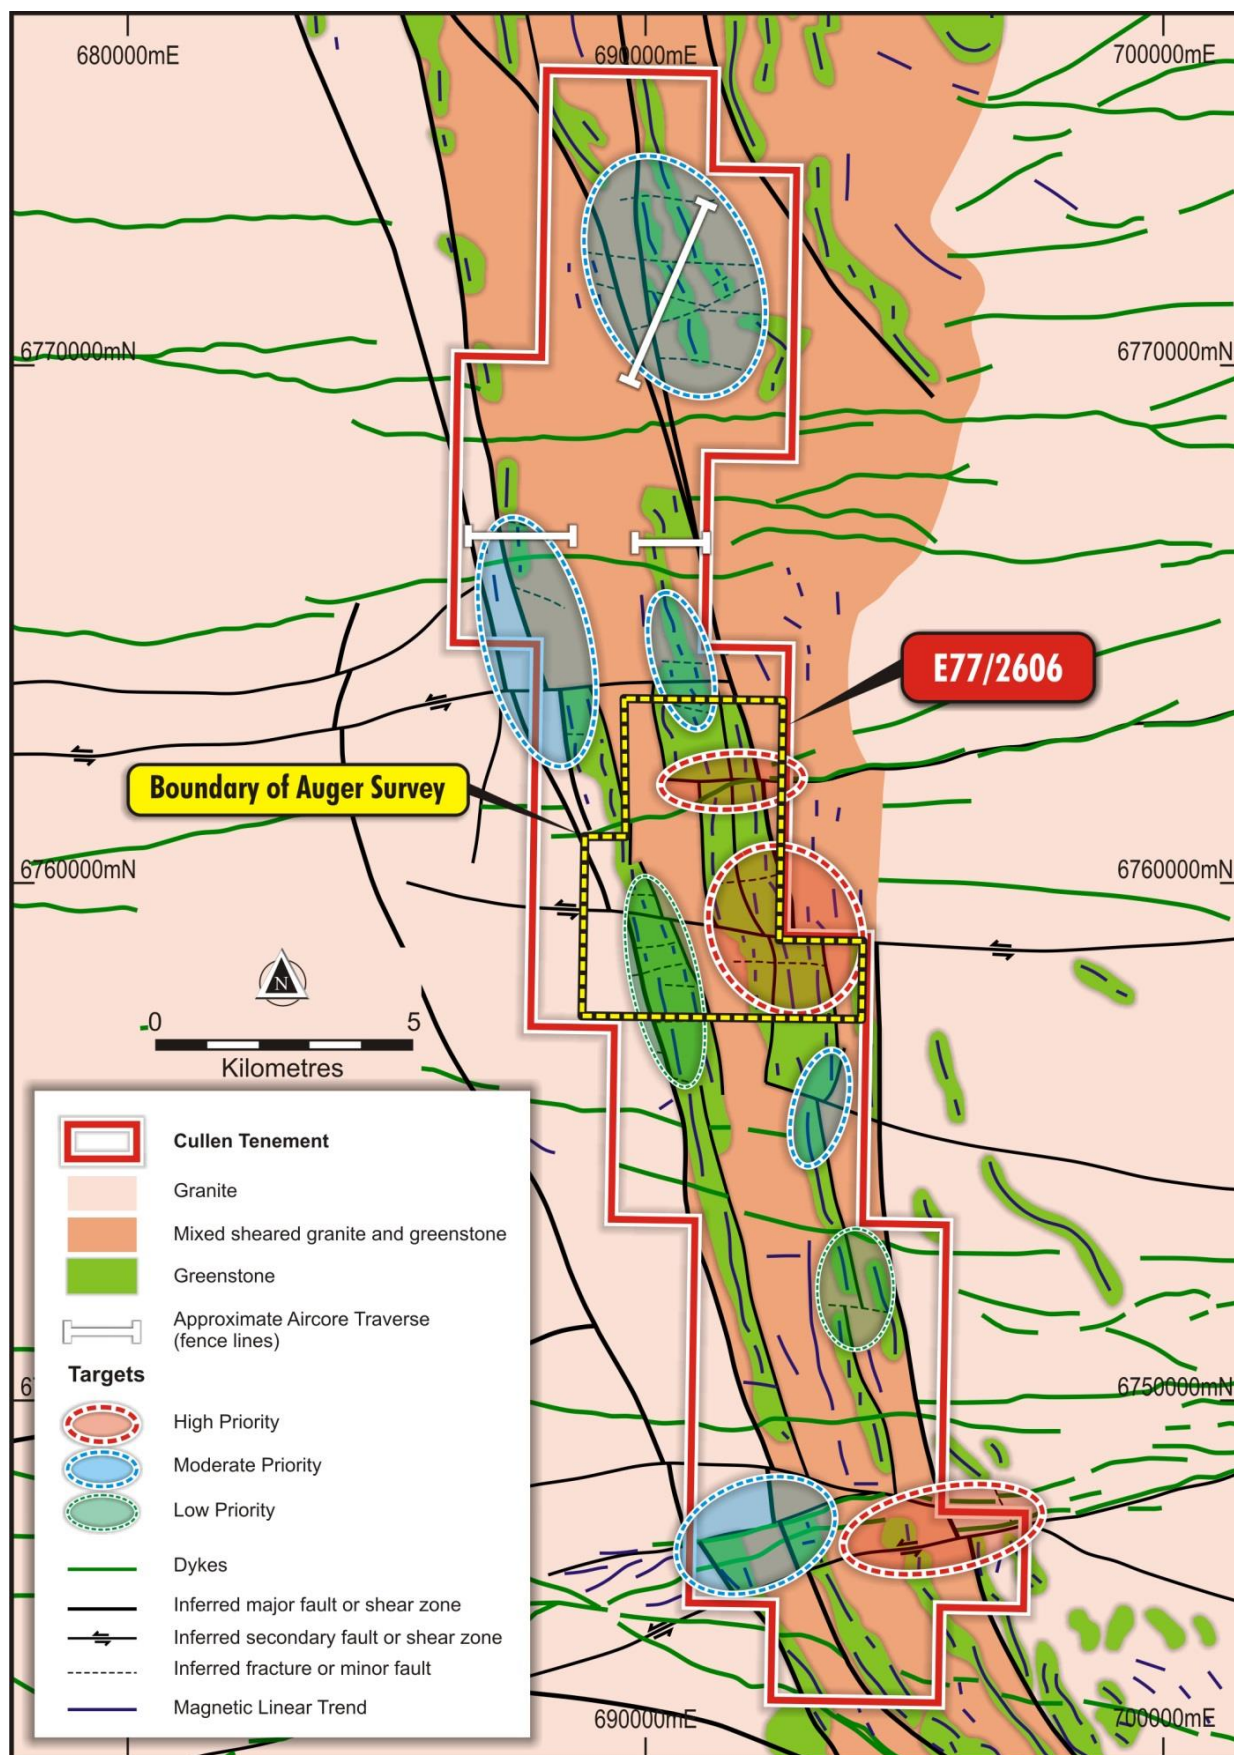 680000mE
690000mE
700000mE
6770000mN
6770000mN
E77/2606
Boundary of Auger Survey
6760000mN
6760000mN
N
0
5
Kilometres
Cullen Tenement
Granite
Mixed sheared granite and greenstone
Greenstone
Approximate Aircore Traverse
(fence lines)
Targets
6750000mN
High Priority
Moderate Priority
Low Priority
Dykes
Inferred major fault or shear zone
Inferred secondary fault or shear zone
Inferred fracture or minor fault
Magnetic Linear Trend
690000mE
700000mE